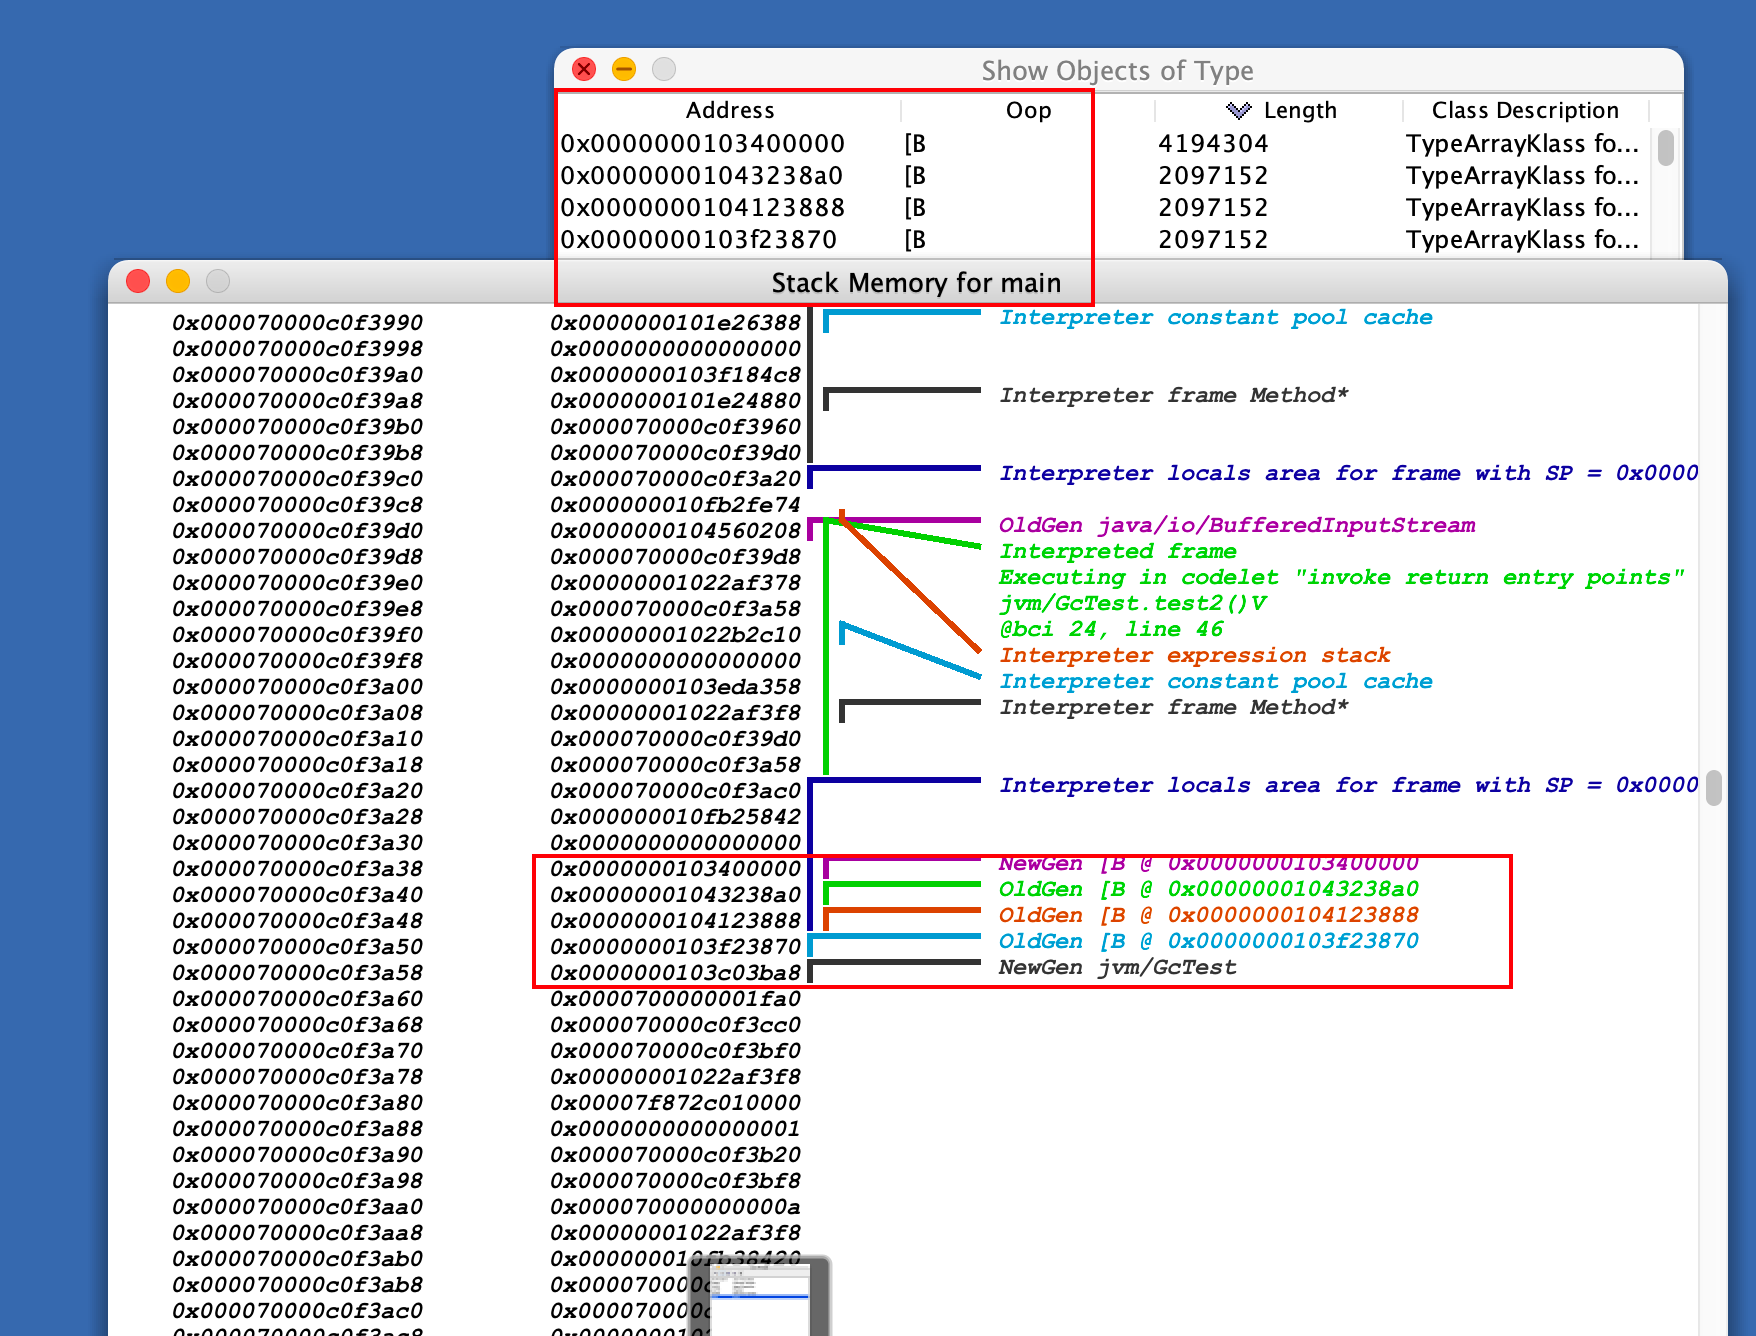 Show Objects of Type
Address Oop Length Class Description
0x0000000103400000 [B 4194304 TypeArrayKlass fo...
0x00000001043238a0 [B 2097152 TypeArrayKlass fo...
0x0000000104123888 [B 2097152 TypeArrayKlass fo...
0x0000000103f23870 [B 2097152 TypeArrayKlass fo...
Stack Memory for main
0x000070000c0f3990 0x0000000101e26388 Interpreter constant pool cache
0x000070000c0f3998 0x0000000000000000
0x000070000c0f39a0 0x0000000103f184c8
0x000070000c0f39a8 0x0000000101e24880 Interpreter frame Method*
0x000070000c0f39b0 0x000070000c0f3960
0x000070000c0f39b8 0x000070000c0f39d0
0x000070000c0f39c0 0x000070000c0f3a20 Interpreter locals area for frame with SP = 0x0000
0x000070000c0f39c8 0x000000010fb2fe74
0x000070000c0f39d0 0x0000000104560208 OldGen java/io/BufferedInputStream
0x000070000c0f39d8 0x000070000c0f39d8 Interpreted frame
0x000070000c0f39e0 0x00000001022af378 Executing in codelet "invoke return entry points"
0x000070000c0f39e8 0x000070000c0f3a58 jvm/GcTest.test2()V
0x000070000c0f39f0 0x00000001022b2c10 @bci 24, line 46
0x000070000c0f39f8 0x0000000000000000 Interpreter expression stack
0x000070000c0f3a00 0x0000000103eda358 Interpreter constant pool cache
0x000070000c0f3a08 0x00000001022af3f8 Interpreter frame Method*
0x000070000c0f3a10 0x000070000c0f39d0
0x000070000c0f3a18 0x000070000c0f3a58
0x000070000c0f3a20 0x000070000c0f3ac0 Interpreter locals area for frame with SP = 0x0000
0x000070000c0f3a28 0x000000010fb25842
0x000070000c0f3a30 0x0000000000000000
0x000070000c0f3a38 0x0000000103400000 NewGen [B @ 0x0000000103400000
0x000070000c0f3a40 0x00000001043238a0 OldGen [B @ 0x00000001043238a0
0x000070000c0f3a48 0x0000000104123888 OldGen [B @ 0x0000000104123888
0x000070000c0f3a50 0x0000000103f23870 OldGen [B @ 0x0000000103f23870
0x000070000c0f3a58 0x0000000103c03ba8 NewGen jvm/GcTest
0x000070000c0f3a60 0x0000700000001fa0
0x000070000c0f3a68 0x000070000c0f3cc0
0x000070000c0f3a70 0x000070000c0f3bf0
0x000070000c0f3a78 0x00000001022af3f8
0x000070000c0f3a80 0x00007f872c010000
0x000070000c0f3a88 0x0000000000000001
0x000070000c0f3a90 0x000070000c0f3b20
0x000070000c0f3a98 0x000070000c0f3bf8
0x000070000c0f3aa0 0x000070000000000a
0x000070000c0f3aa8 0x00000001022af3f8
0x000070000c0f3ab0 0x000000010fb38420
0x000070000c0f3ab8
0x000070000c0f3ac0